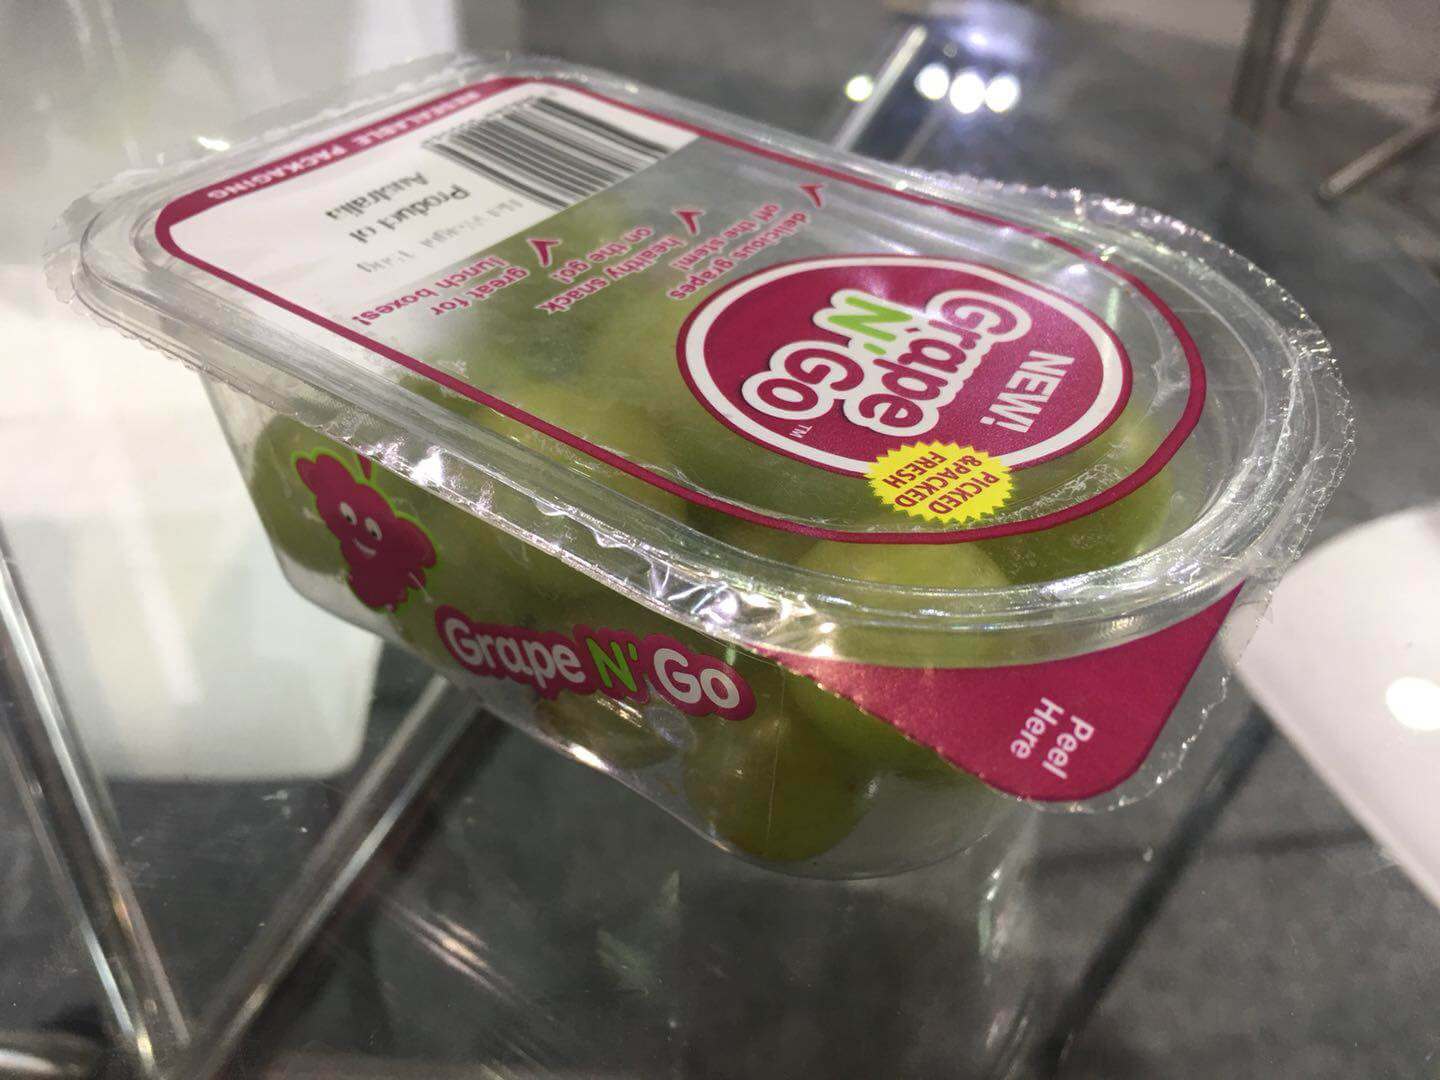 RESEALABLE PACKAGING
Product of
Australia
delicious grapes
off the stem!
healthy snack
on the go!
great for
lunch boxes!
NEW!
Grape
N'
Go
TM
PICKED
&PACKED
FRESH
Grape N' Go
Peel
Here